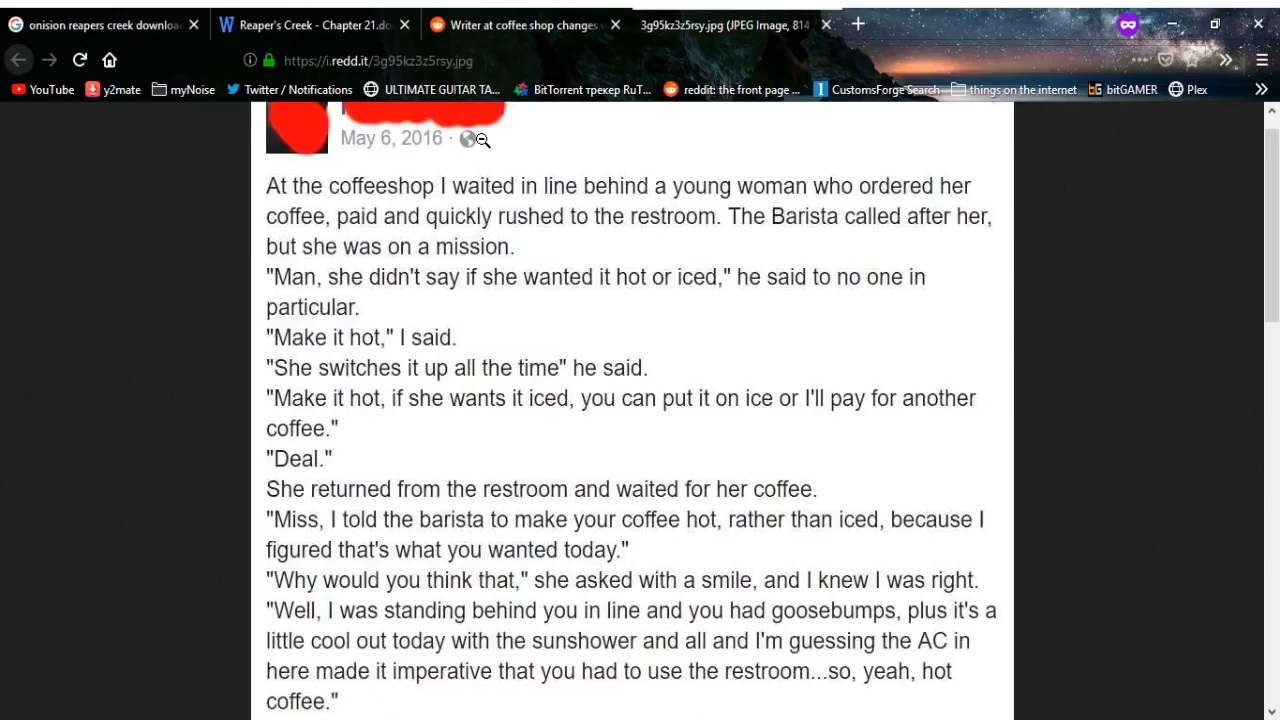 onision reapers creek downloa
Reaper's Creek - Chapter 21.do
Writer at coffee shop changes
3g95kz3z5rsy.jpg (JPEG Image, 814
https://i.redd.it/3g95kz3z5rsy.jpg
YouTube
y2mate
myNoise
Twitter / Notifications
ULTIMATE GUITAR TA...
BitTorrent трекер RuT...
reddit: the front page ...
CustomsForge Search
things on the internet
bitGAMER
Plex
May 6, 2016 ·
At the coffeeshop I waited in line behind a young woman who ordered her
coffee, paid and quickly rushed to the restroom. The Barista called after her,
but she was on a mission.
"Man, she didn't say if she wanted it hot or iced," he said to no one in
particular.
"Make it hot," I said.
"She switches it up all the time" he said.
"Make it hot, if she wants it iced, you can put it on ice or I'll pay for another
coffee."
"Deal."
She returned from the restroom and waited for her coffee.
"Miss, I told the barista to make your coffee hot, rather than iced, because I
figured that's what you wanted today."
"Why would you think that," she asked with a smile, and I knew I was right.
"Well, I was standing behind you in line and you had goosebumps, plus it's a
little cool out today with the sunshower and all and I'm guessing the AC in
here made it imperative that you had to use the restroom...so, yeah, hot
coffee."